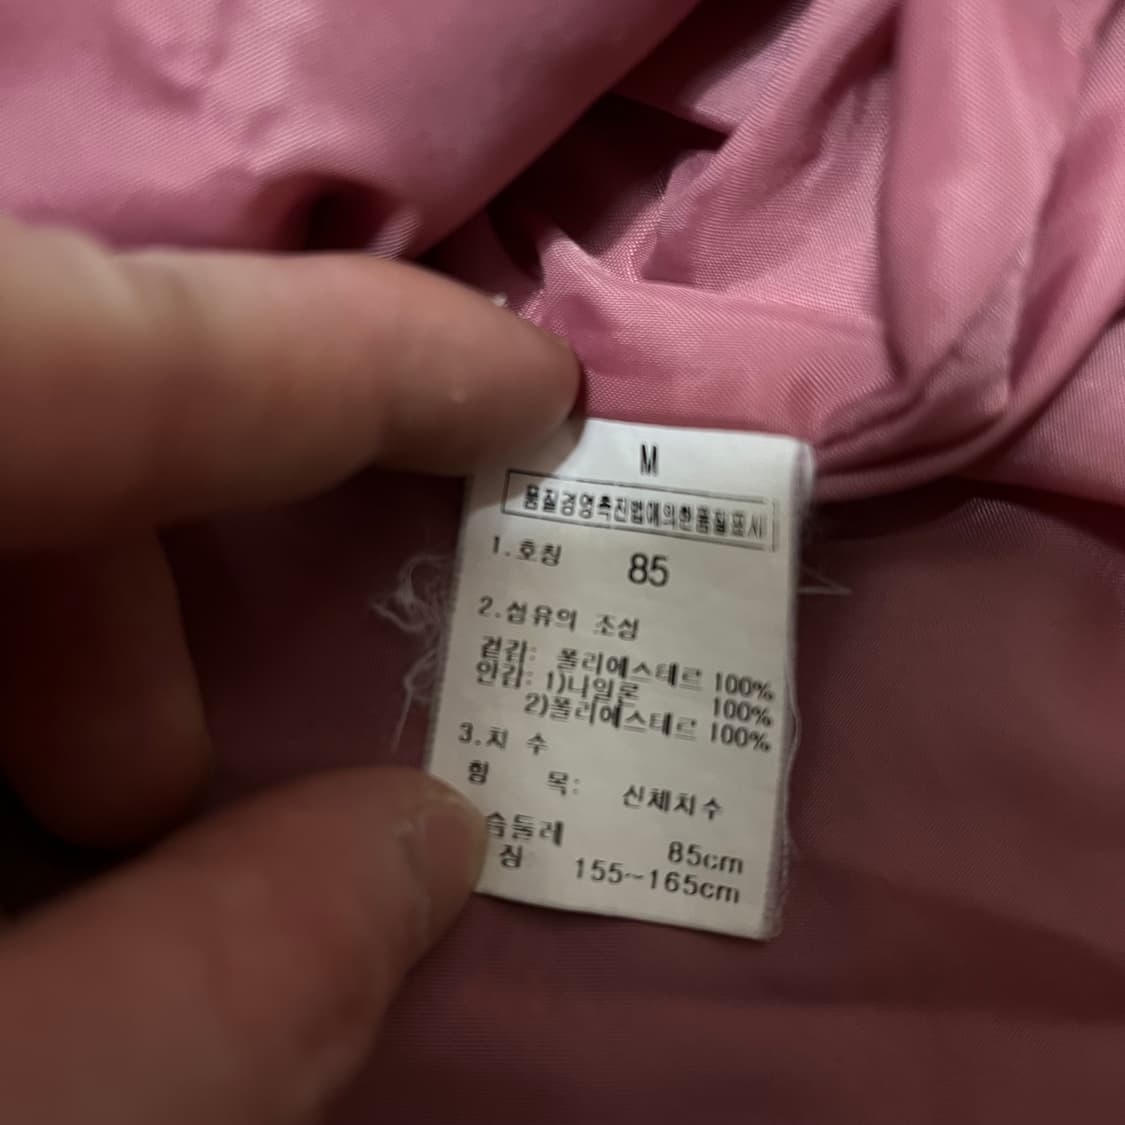 M
품질경영촉진법에의한품질표시
1.호칭 85
2.섬유의 조성
겉감: 폴리에스테르 100%
안감: 1)나일론 100%
2)폴리에스테르 100%
3.치 수
항 목: 신체치수
슴둘레 85cm
155~165cm